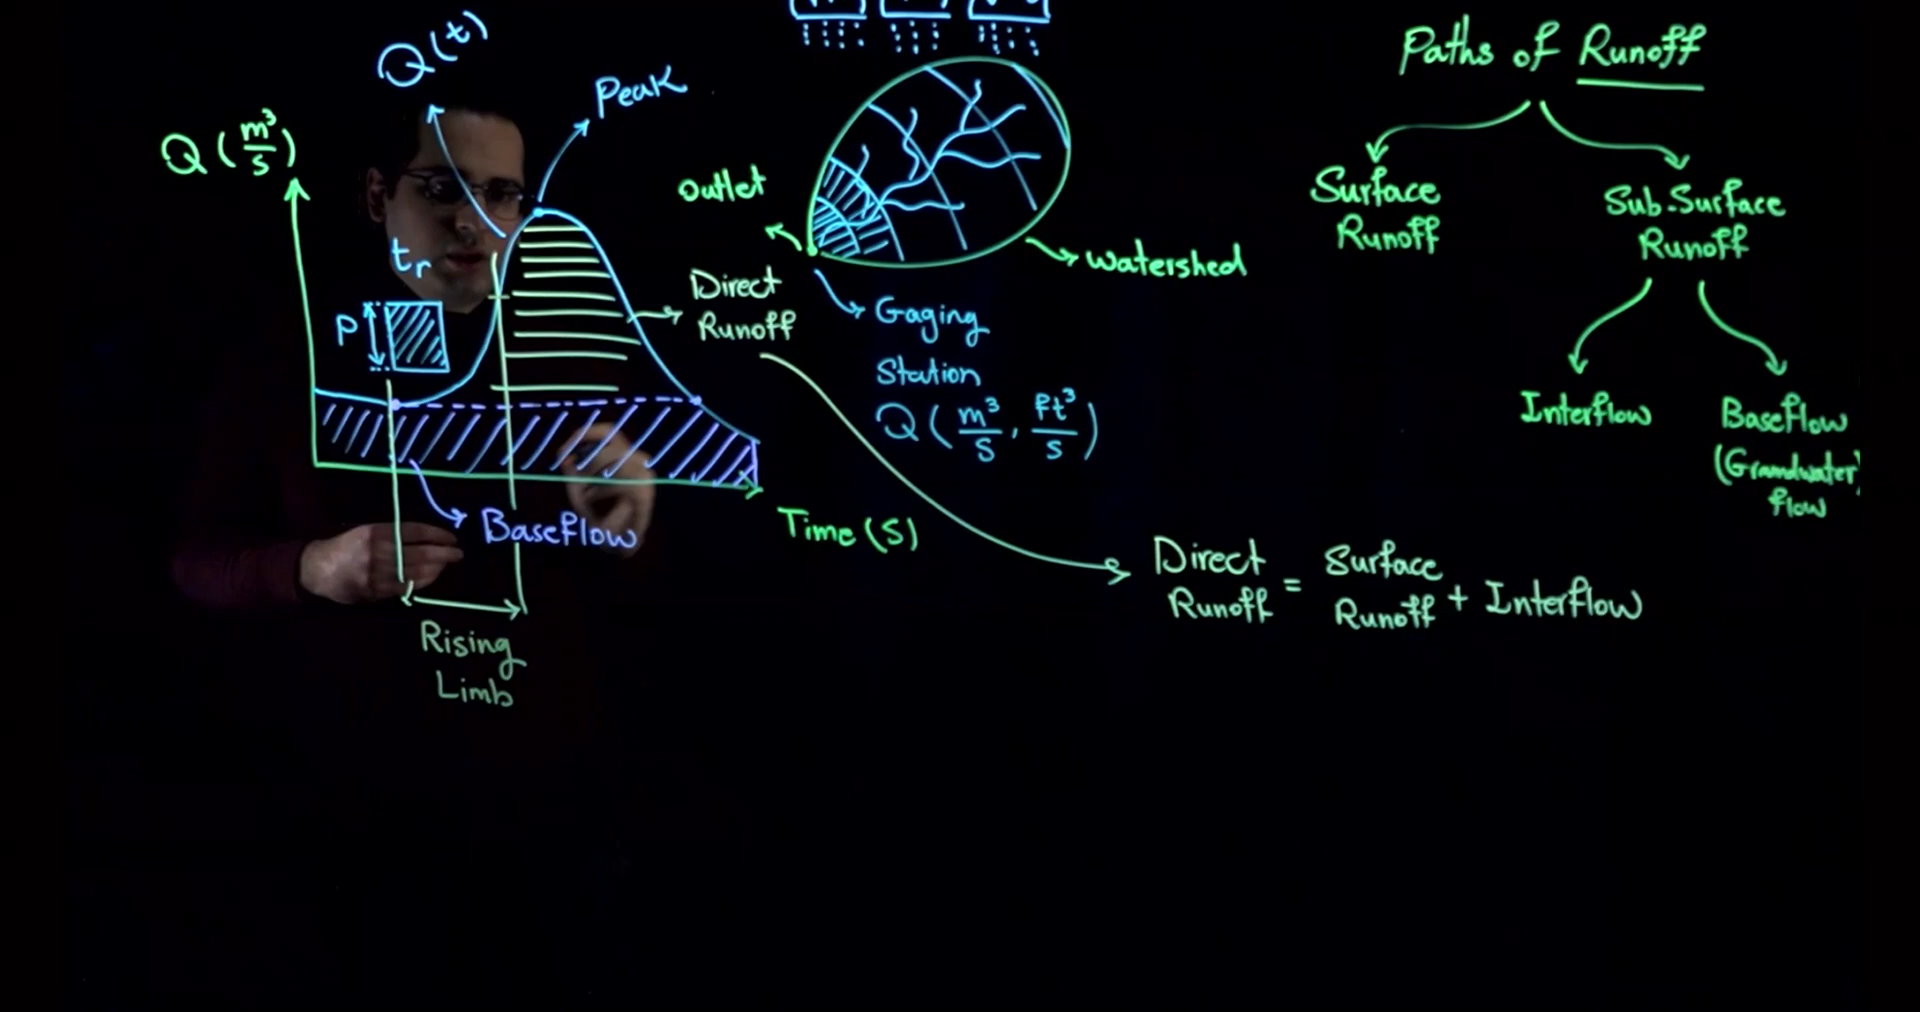 Q(t)
Peak
Q (m³/s)
tr
P
Direct
Runoff
Baseflow
Time (S)
Rising
Limb
Outlet
Watershed
Gaging
Station
Q (m³/s, ft³/s)
Paths of Runoff
Surface
Runoff
Sub-Surface
Runoff
Interflow
Baseflow
(Groundwater
flow
Direct Runoff = Surface Runoff + Interflow